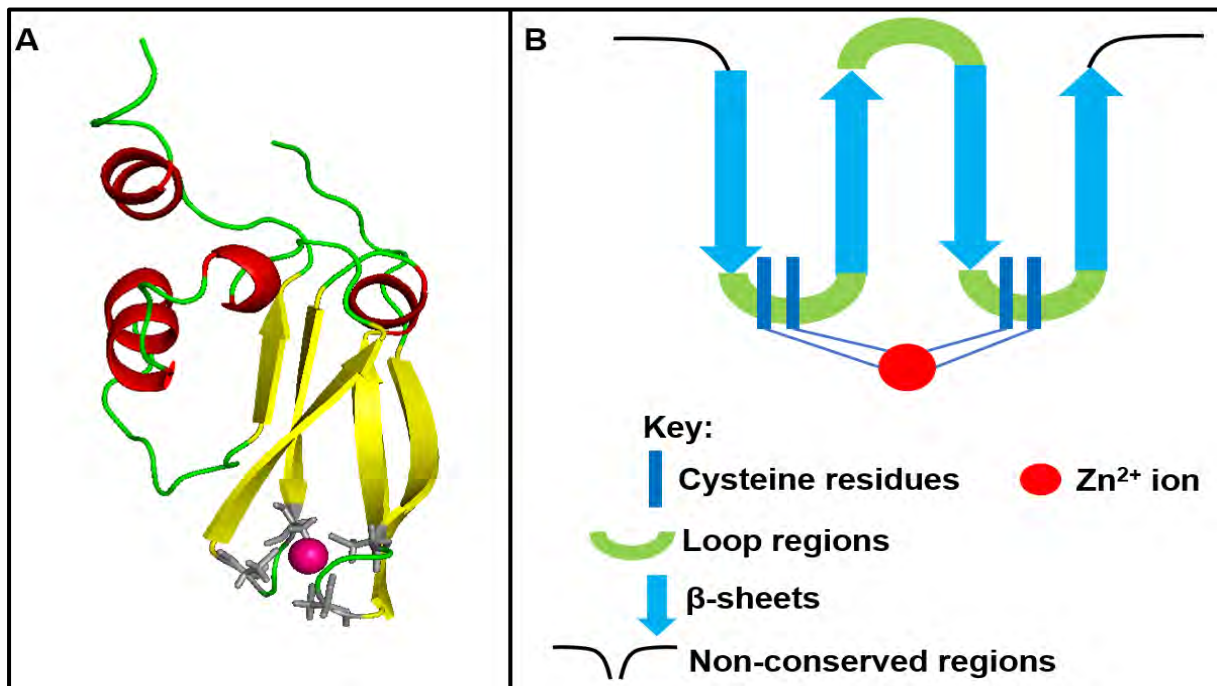 A
B
Key:
Cysteine residues
Zn²⁺ ion
Loop regions
β-sheets
Non-conserved regions